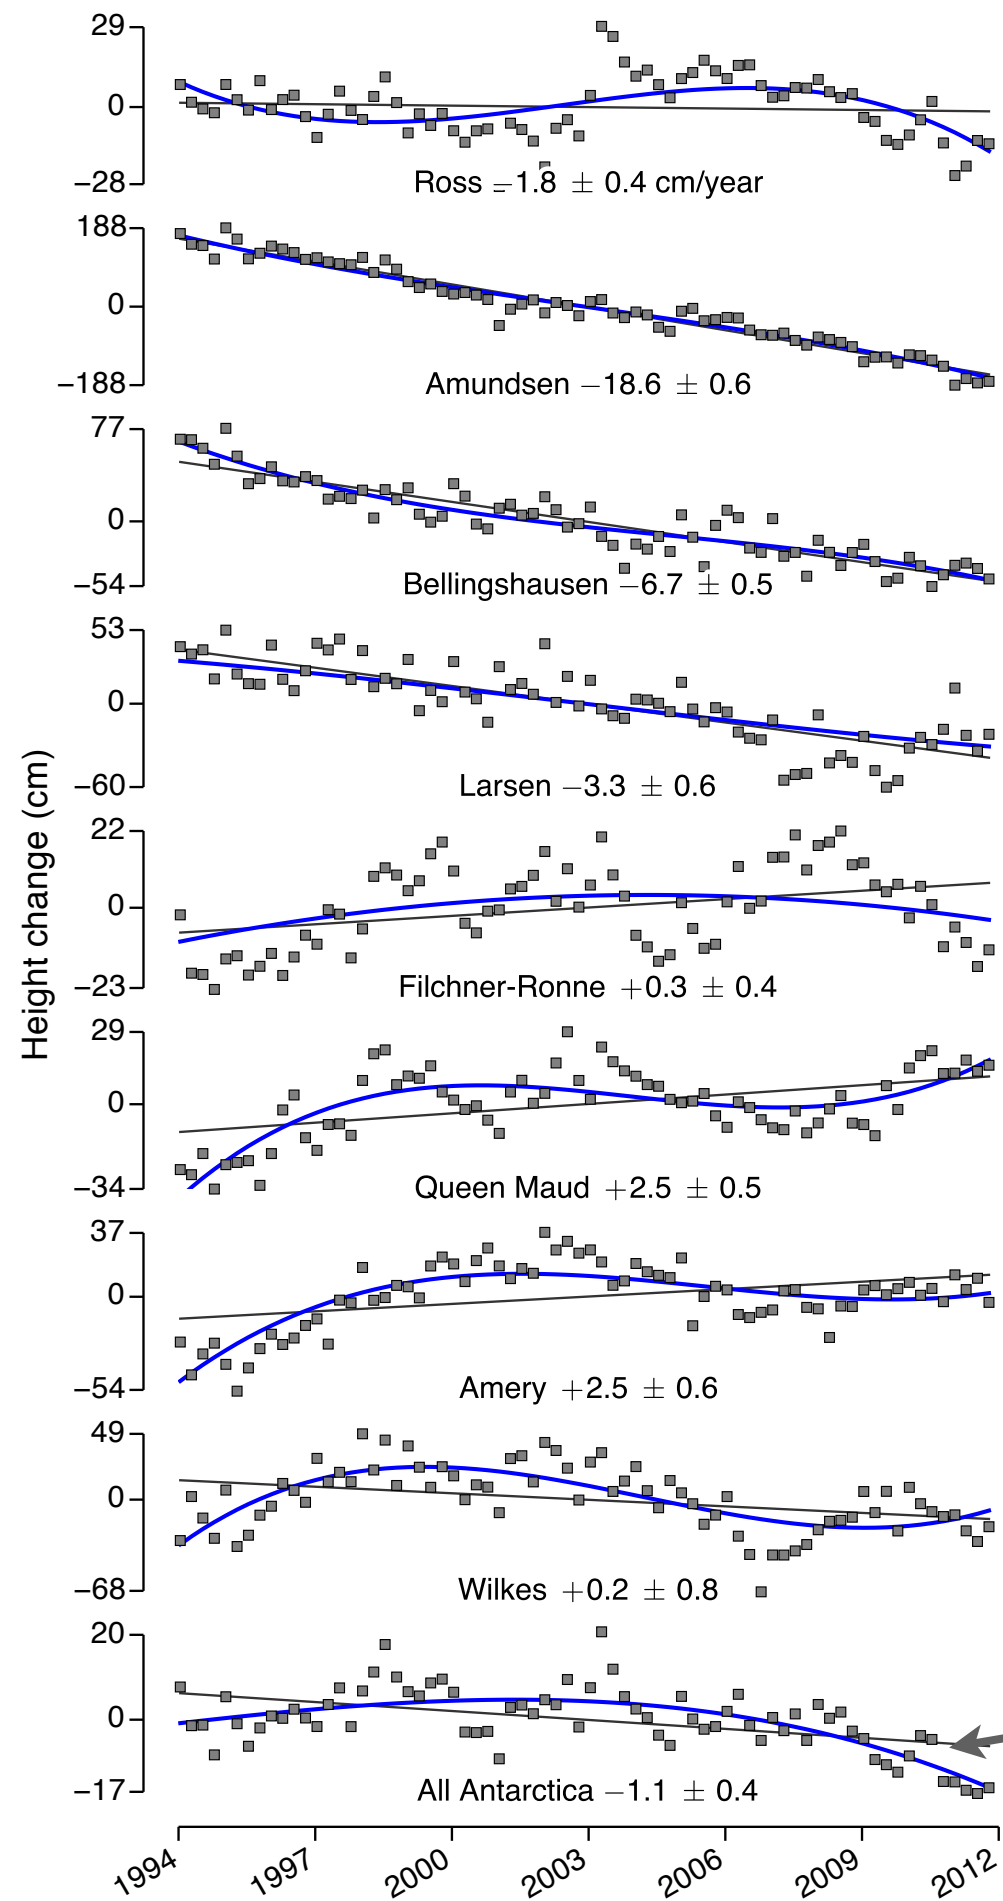 29
0
−28
Ross −1.8 ± 0.4 cm/year
188
0
−188
Amundsen −18.6 ± 0.6
77
0
−54
Bellingshausen −6.7 ± 0.5
53
0
−60
Larsen −3.3 ± 0.6
Height change (cm)
22
0
−23
Filchner-Ronne +0.3 ± 0.4
29
0
−34
Queen Maud +2.5 ± 0.5
37
0
−54
Amery +2.5 ± 0.6
49
0
−68
Wilkes +0.2 ± 0.8
20
0
−17
All Antarctica −1.1 ± 0.4
1994 1997 2000 2003 2006 2009 2012